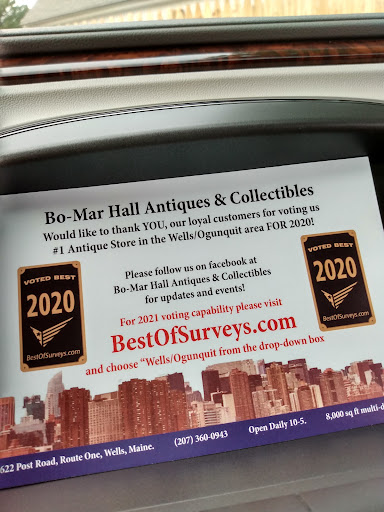 Bo-Mar Hall Antiques & Collectibles
Would like to thank YOU, our loyal customers for voting us
#1 Antique Store in the Wells/Ogunquit area FOR 2020!
VOTED BEST
2020
BestOfSurveys.com
Please follow us on facebook at
Bo-Mar Hall Antiques & Collectibles
for updates and events!
VOTED BEST
2020
BestOfSurveys.com
For 2021 voting capability please visit
BestOfSurveys.com
and choose "Wells/Ogunquit from the drop-down box
622 Post Road, Route One, Wells, Maine. (207) 360-0943 Open Daily 10-5. 8,000 sq ft multi-d